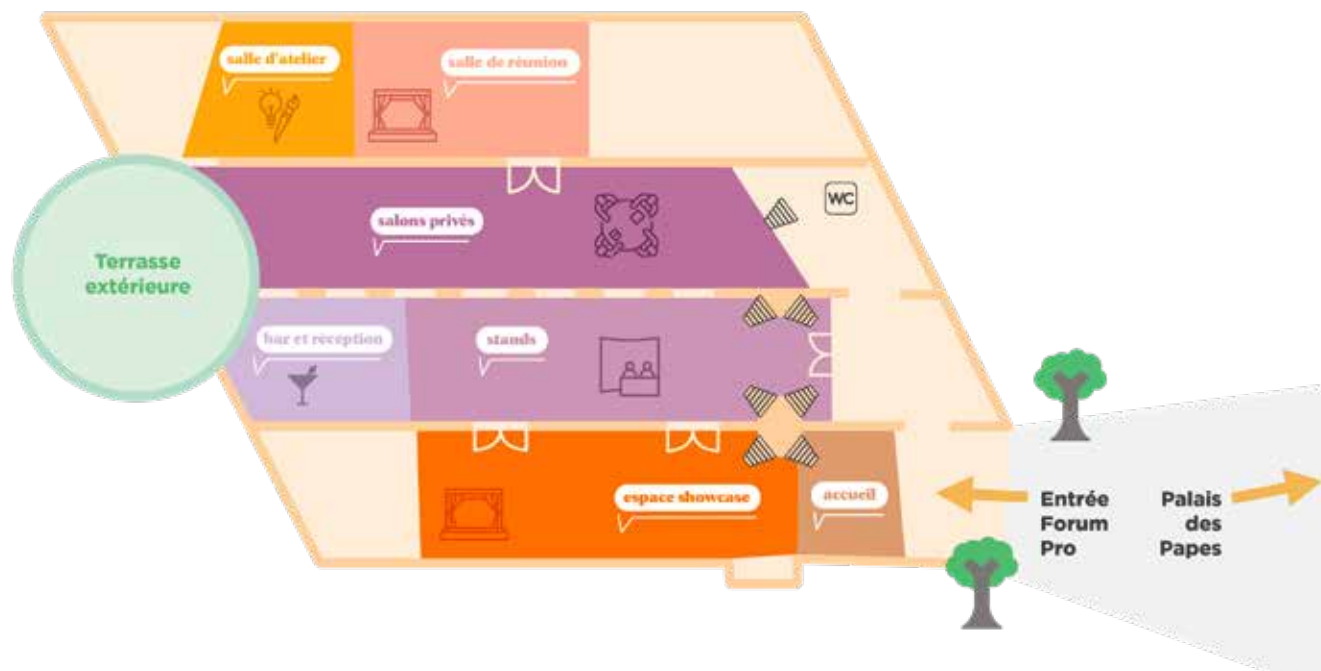 salle d'atelier
salle de réunion
salons privés
WC
Terrasse
extérieure
bar et réception
stands
espace showcase
accueil
Entrée
Forum
Pro
Palais
des
Papes